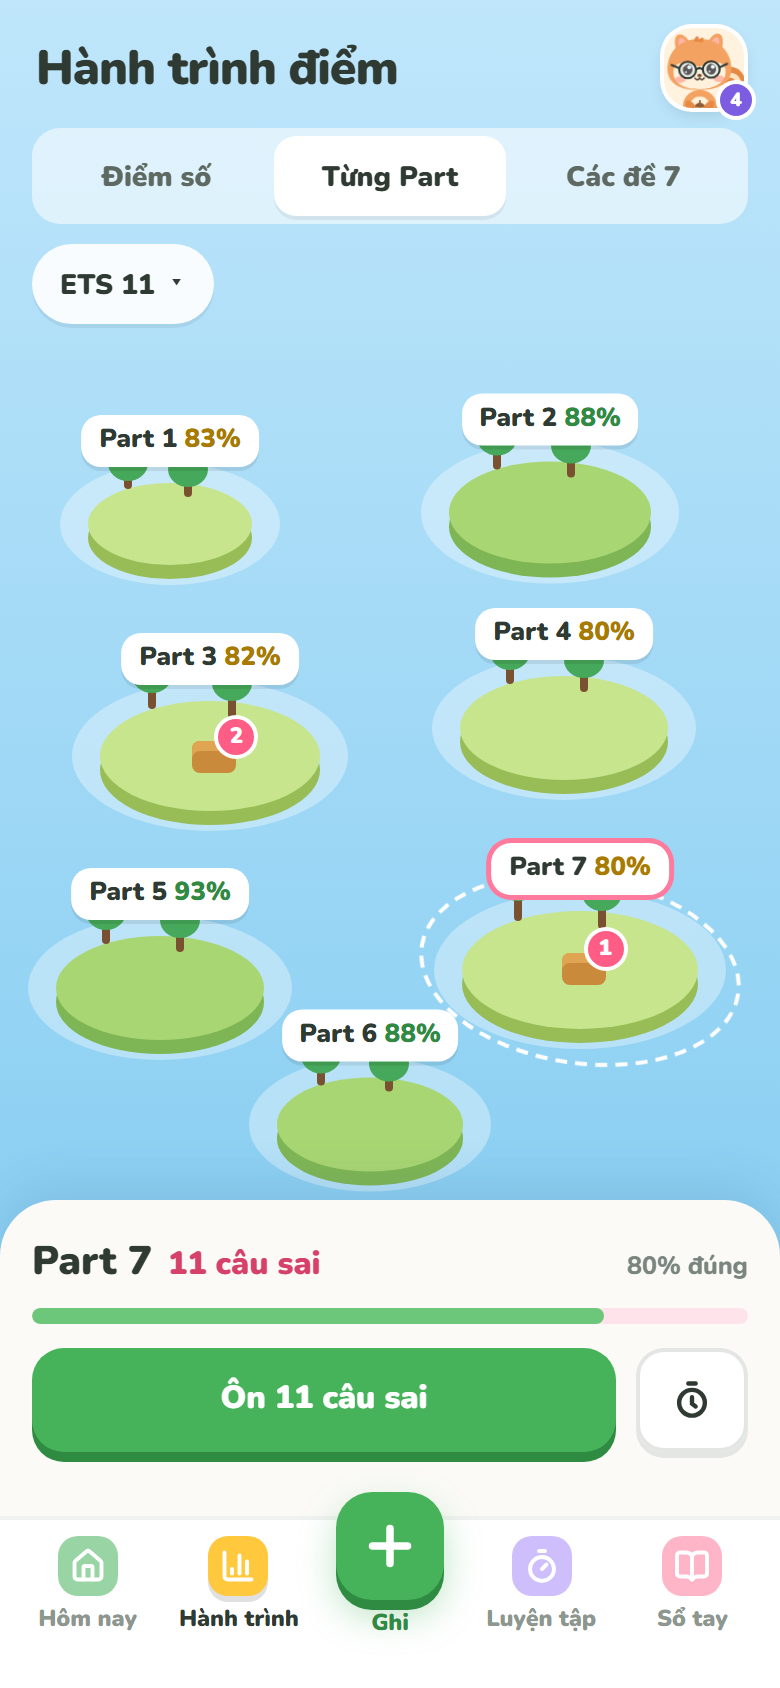 Hành trình điểm
4
Điểm số
Từng Part
Các đề 7
ETS 11
Part 1 83%
Part 2 88%
Part 3 82%
2
Part 4 80%
Part 5 93%
Part 7 80%
1
Part 6 88%
Part 7 11 câu sai
80% đúng
Ôn 11 câu sai
Hôm nay
Hành trình
Ghi
Luyện tập
Sổ tay